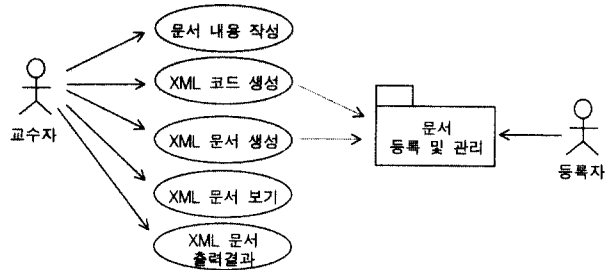 문서 내용 작성
XML 코드 생성
교수자
XML 문서 생성
문서
등록 및 관리
등록자
XML 문서 보기
XML 문서
출력결과